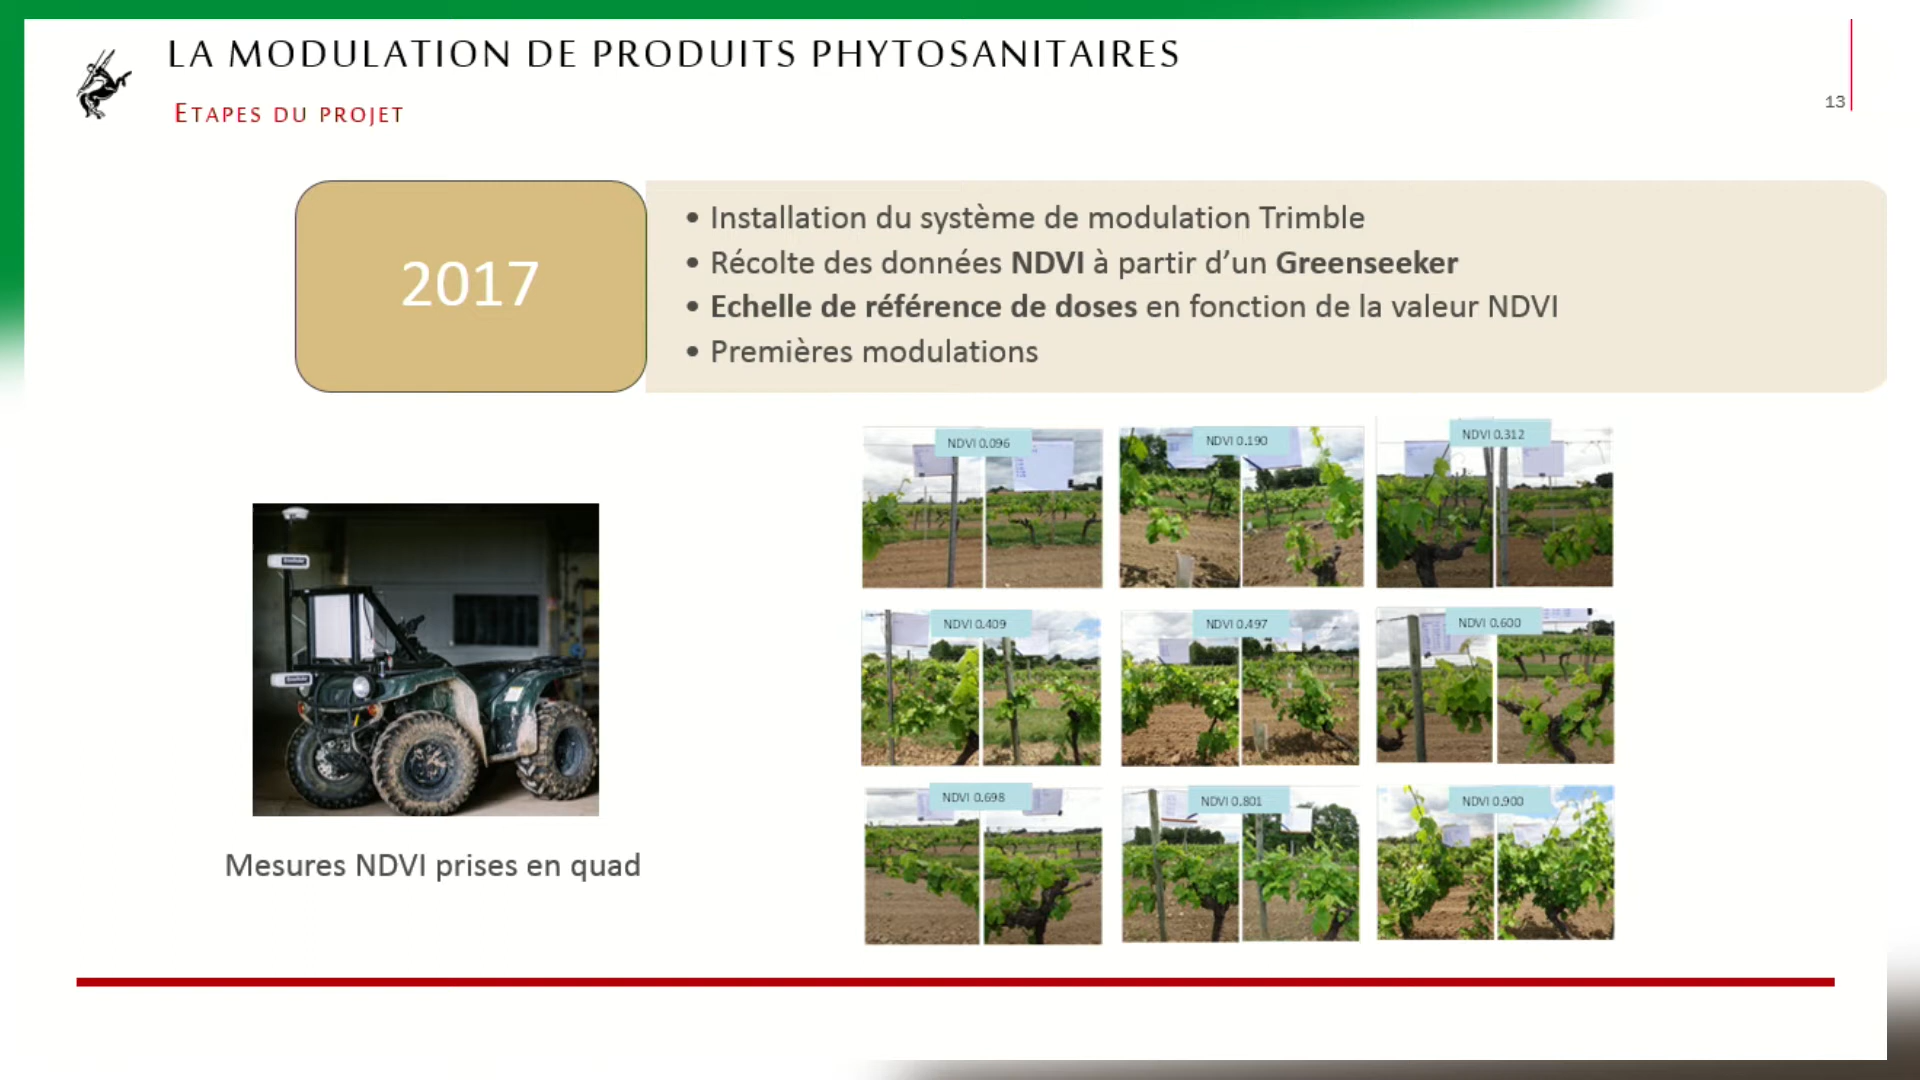 LA MODULATION DE PRODUITS PHYTOSANITAIRES
ETAPES DU PROJET
13
2017
• Installation du système de modulation Trimble
• Récolte des données NDVI à partir d'un Greenseeker
• Echelle de référence de doses en fonction de la valeur NDVI
• Premières modulations
NDVI 0.096
NDVI 0.190
NDVI 0.312
NDVI 0.409
NDVI 0.497
NDVI 0.600
NDVI 0.698
NDVI 0.801
NDVI 0.900
Mesures NDVI prises en quad